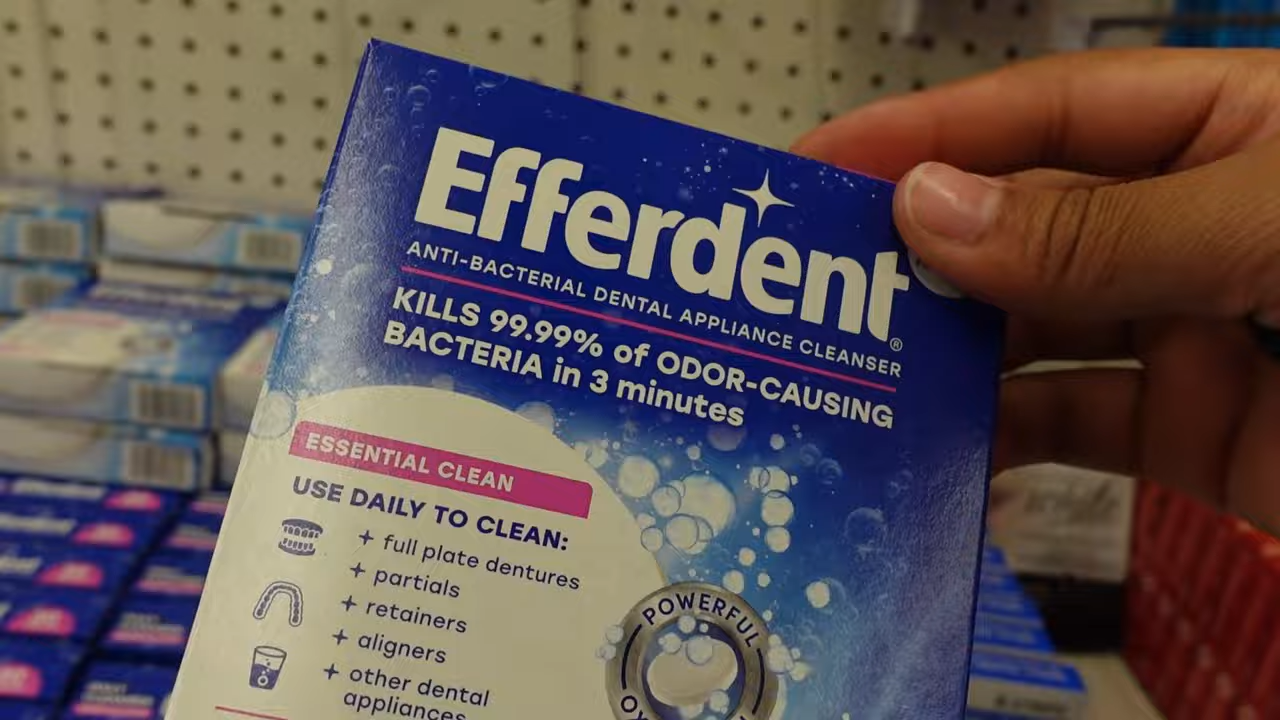 Efferdent®
ANTI-BACTERIAL DENTAL APPLIANCE CLEANSER
KILLS 99.99% of ODOR-CAUSING
BACTERIA in 3 minutes
ESSENTIAL CLEAN
USE DAILY TO CLEAN:
+ full plate dentures
+ partials
+ retainers
+ aligners
+ other dental
appliances
POWERFUL